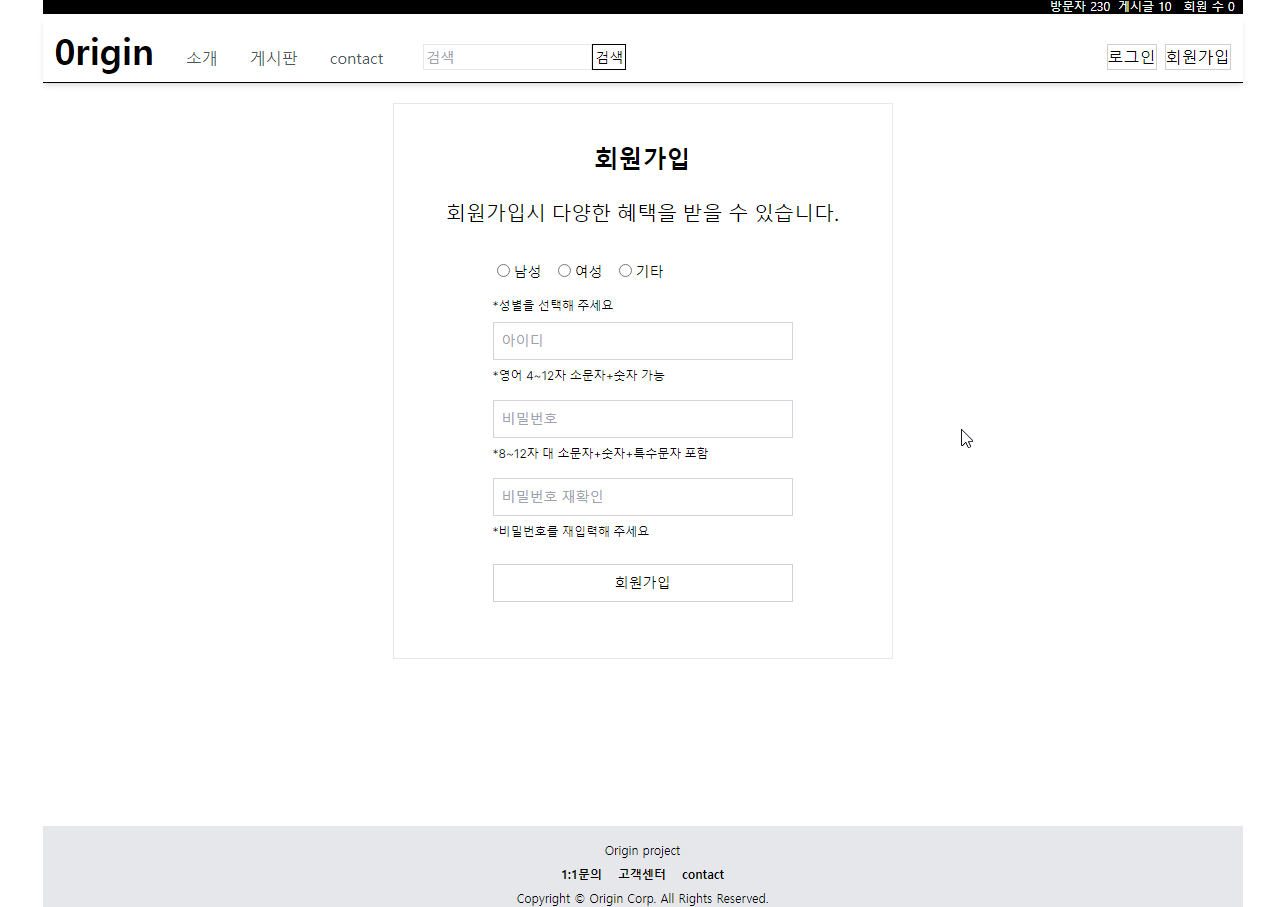 방문자 230 게시글 10 회원 수 0
0rigin 소개 게시판 contact 검색 검색 로그인 회원가입
회원가입
회원가입시 다양한 혜택을 받을 수 있습니다.
남성 여성 기타
*성별을 선택해 주세요
아이디
*영어 4~12자 소문자+숫자 가능
비밀번호
*8~12자 대 소문자+숫자+특수문자 포함
비밀번호 재확인
*비밀번호를 재입력해 주세요
회원가입
Origin project
1:1문의 고객센터 contact
Copyright © Origin Corp. All Rights Reserved.